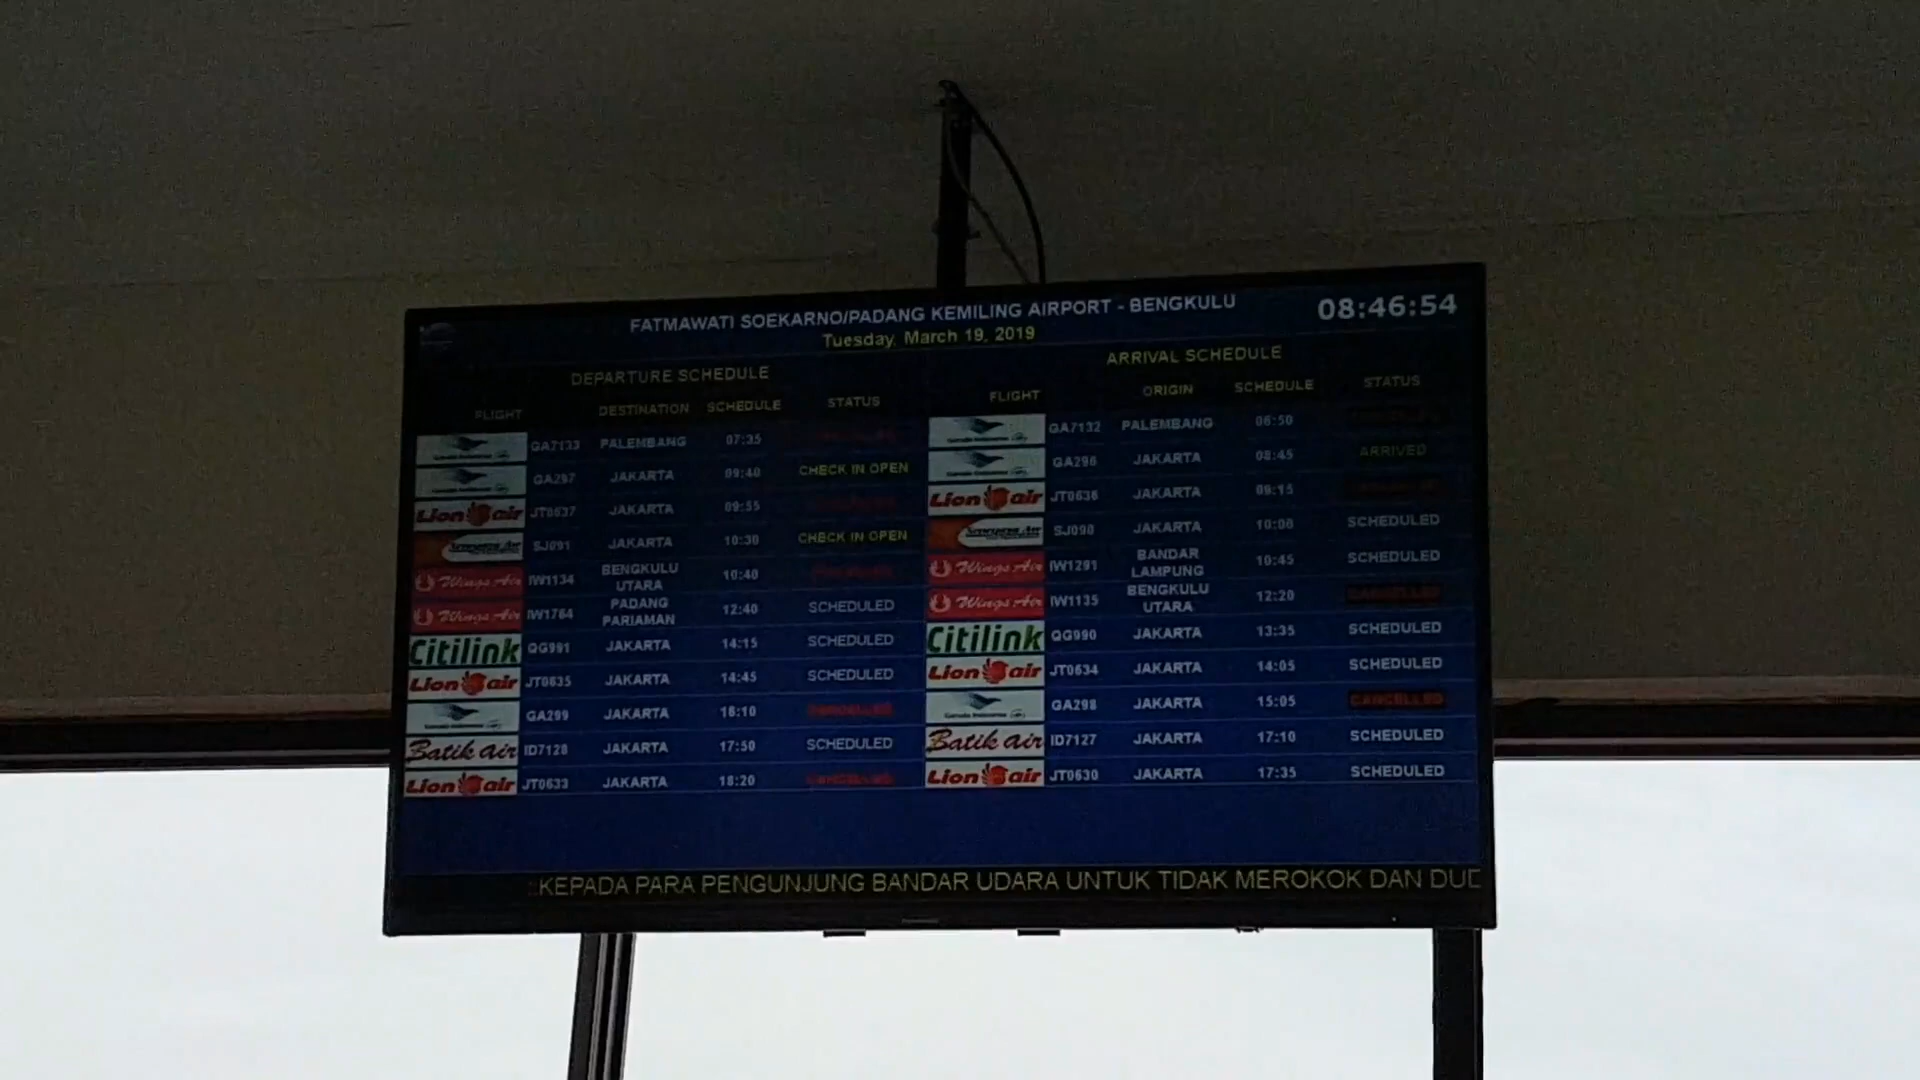 FATMAWATI SOEKARNO/PADANG KEMILING AIRPORT - BENGKULU
08:46:54
Tuesday, March 19, 2019
DEPARTURE SCHEDULE
FLIGHT DESTINATION SCHEDULE STATUS
GA7133 PALEMBANG 07:35
GA297 JAKARTA 09:40 CHECK IN OPEN
Lion air JT0637 JAKARTA 09:55
SJ091 JAKARTA 10:30 CHECK IN OPEN
Wings Air IW1134 BENGKULU UTARA 10:40
Wings Air IW1764 PADANG PARIAMAN 12:40 SCHEDULED
Citilink QG991 JAKARTA 14:15 SCHEDULED
Lion air JT0635 JAKARTA 14:45 SCHEDULED
GA299 JAKARTA 16:10 CANCELLED
Batik air ID7128 JAKARTA 17:50 SCHEDULED
Lion air JT0633 JAKARTA 18:20 CANCELLED
ARRIVAL SCHEDULE
FLIGHT ORIGIN SCHEDULE STATUS
GA7132 PALEMBANG 06:50
GA296 JAKARTA 08:45 ARRIVED
Lion air JT0636 JAKARTA 09:15
SJ090 JAKARTA 10:00 SCHEDULED
Wings Air IW1291 BANDAR LAMPUNG 10:45 SCHEDULED
Wings Air IW1135 BENGKULU UTARA 12:20 CANCELLED
Citilink QG990 JAKARTA 13:35 SCHEDULED
Lion air JT0634 JAKARTA 14:05 SCHEDULED
GA298 JAKARTA 15:05 CANCELLED
Batik air ID7127 JAKARTA 17:10 SCHEDULED
Lion air JT0630 JAKARTA 17:35 SCHEDULED
KEPADA PARA PENGUNJUNG BANDAR UDARA UNTUK TIDAK MEROKOK DAN DUD